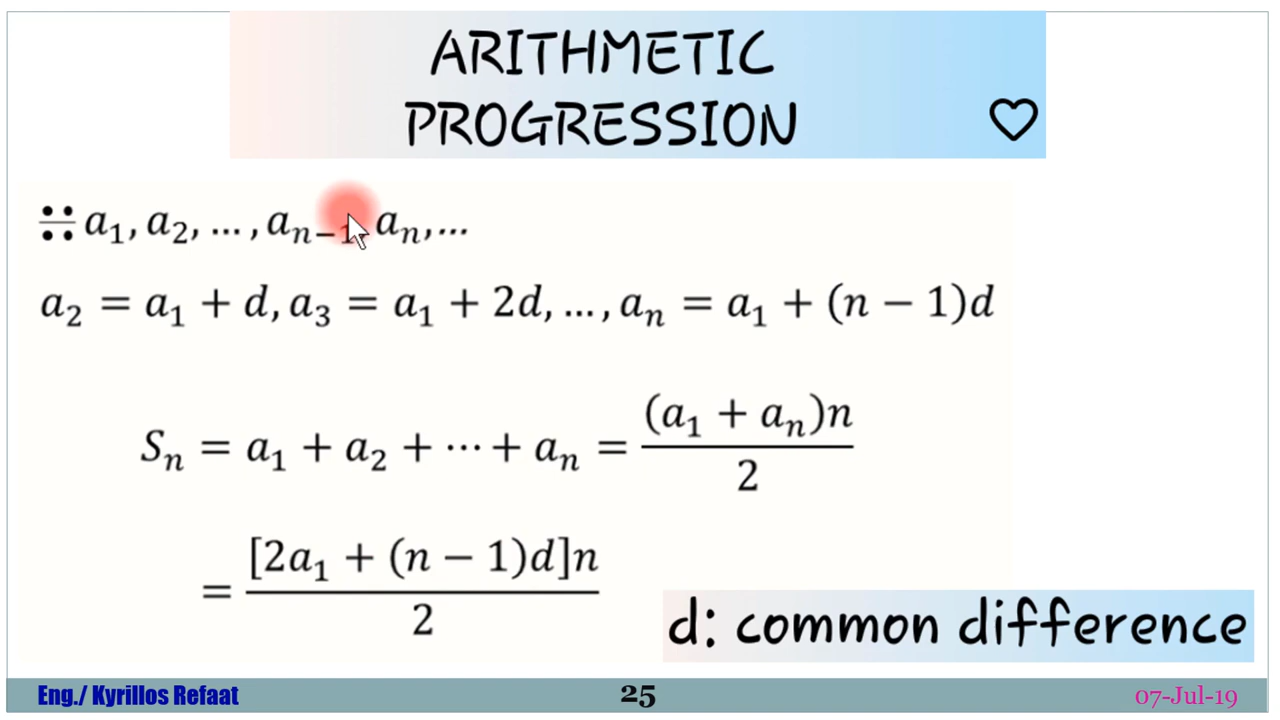 ARITHMETIC
PROGRESSION
÷ a₁, a₂, … , aₙ₋₁, aₙ, …
a₂ = a₁ + d, a₃ = a₁ + 2d, … , aₙ = a₁ + (n − 1)d
Sₙ = a₁ + a₂ + ⋯ + aₙ = (a₁ + aₙ)n / 2
= [2a₁ + (n − 1)d]n / 2
d: common difference
Eng./ Kyrillos Refaat 25 07-Jul-19